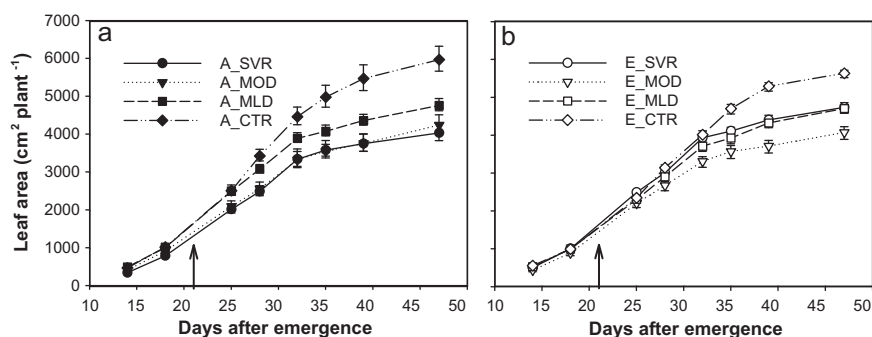 a
A_SVR
A_MOD
A_MLD
A_CTR
Leaf area (cm² plant ⁻¹)
7000
6000
5000
4000
3000
2000
1000
0
10 15 20 25 30 35 40 45 50
Days after emergence
b
E_SVR
E_MOD
E_MLD
E_CTR
10 15 20 25 30 35 40 45 50
Days after emergence